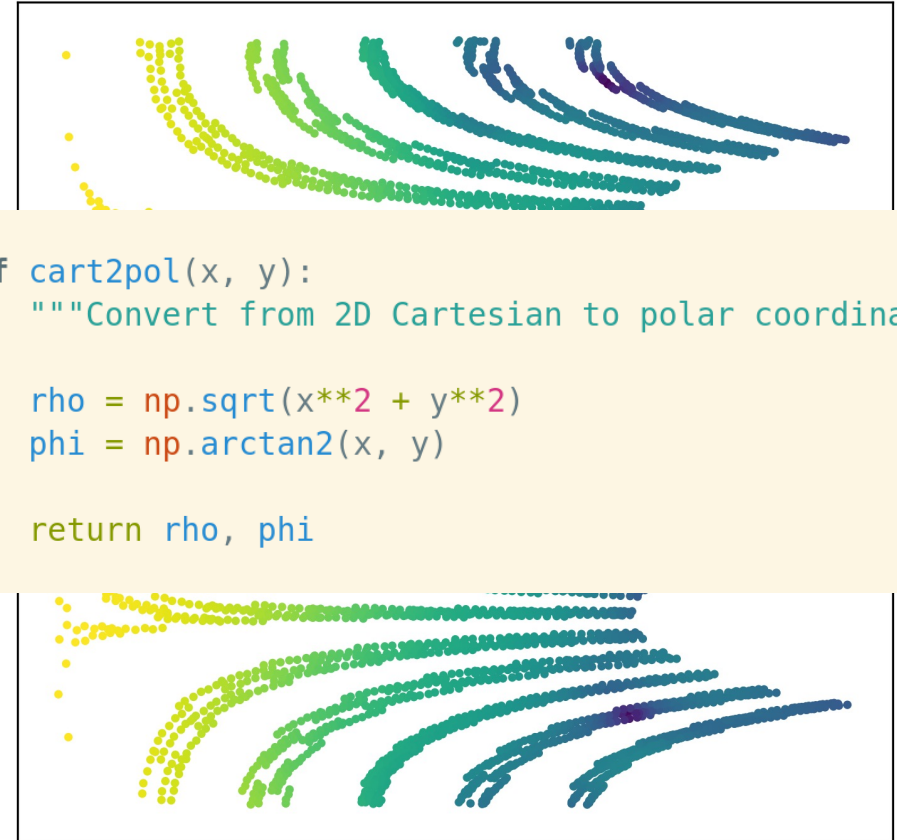 f cart2pol(x, y):
"""Convert from 2D Cartesian to polar coordina
rho = np.sqrt(x**2 + y**2)
phi = np.arctan2(x, y)
return rho, phi